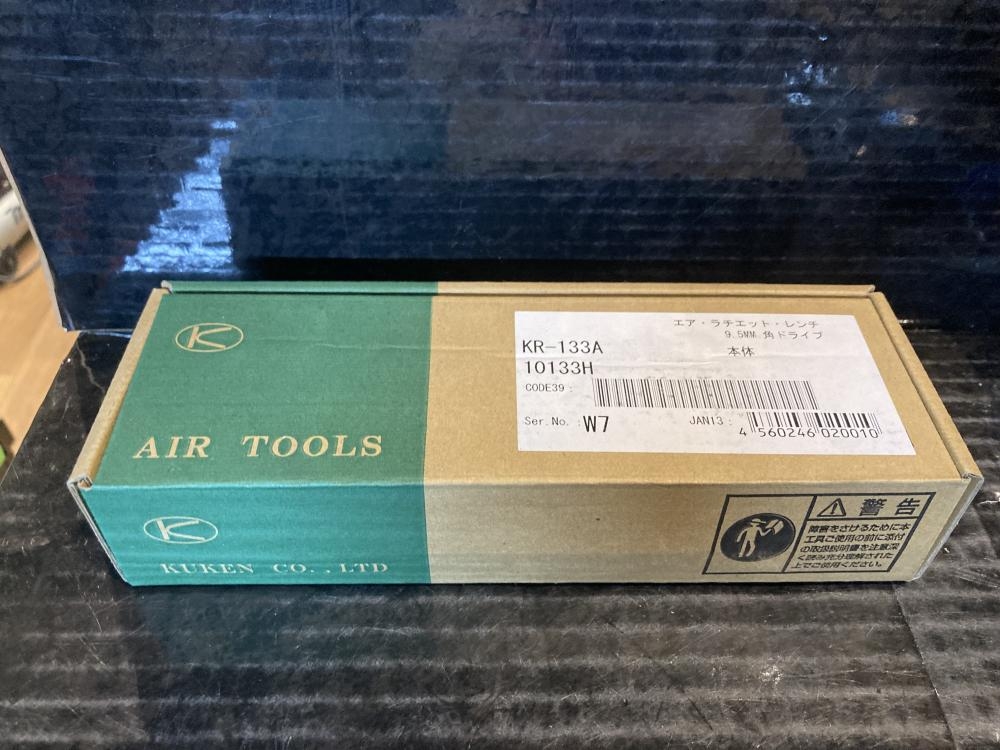 K
AIR TOOLS
エア・ラチエット・レンチ
9.5MM 角ドライブ
KR-133A
本体
10133H
CODE39 :
Ser.No. : W7
JAN13 :
4 560246 020010
K
KUKEN CO.,LTD
警告
障害をさけるために本
工具ご使用の前に添付
の取扱説明書を注意深
く読み充分理解された
上でご使用ください。